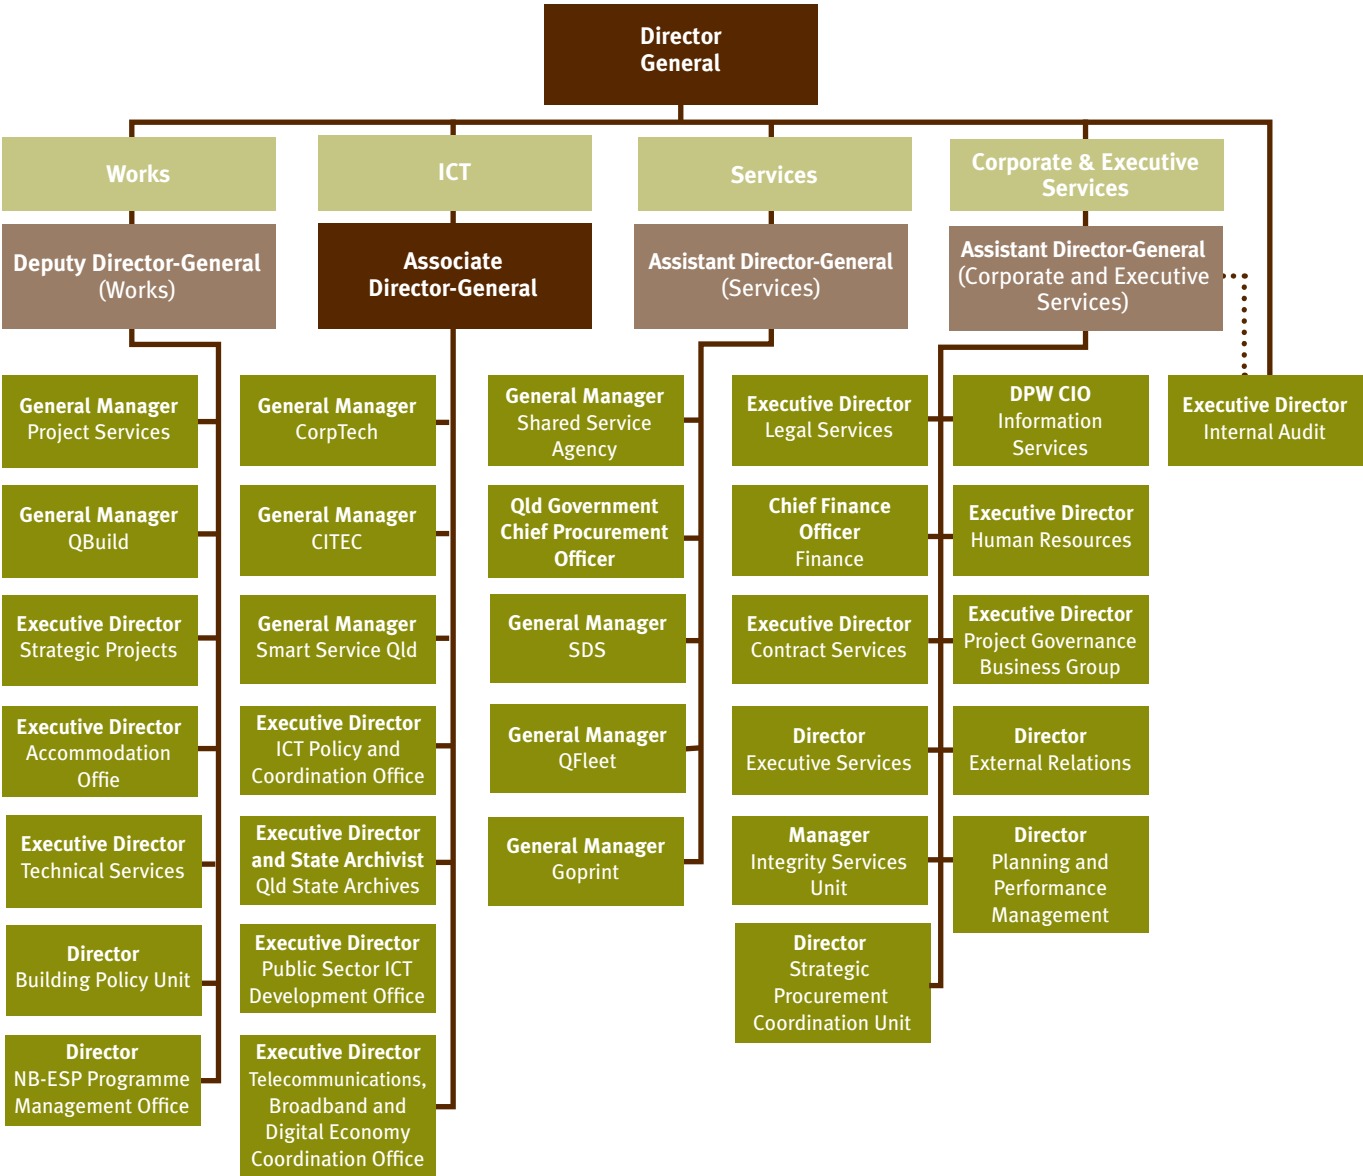 Director
General
Works
ICT
Services
Corporate & Executive
Services
Deputy Director-General
(Works)
Associate
Director-General
Assistant Director-General
(Services)
Assistant Director-General
(Corporate and Executive
Services)
General Manager
Project Services
General Manager
QBuild
Executive Director
Strategic Projects
Executive Director
Accommodation
Offie
Executive Director
Technical Services
Director
Building Policy Unit
Director
NB-ESP Programme
Management Office
General Manager
CorpTech
General Manager
CITEC
General Manager
Smart Service Qld
Executive Director
ICT Policy and
Coordination Office
Executive Director
and State Archivist
Qld State Archives
Executive Director
Public Sector ICT
Development Office
Executive Director
Telecommunications,
Broadband and
Digital Economy
Coordination Office
General Manager
Shared Service
Agency
Qld Government
Chief Procurement
Officer
General Manager
SDS
General Manager
QFleet
General Manager
Goprint
Executive Director
Legal Services
Chief Finance
Officer
Finance
Executive Director
Contract Services
Director
Executive Services
Manager
Integrity Services
Unit
Director
Strategic
Procurement
Coordination Unit
DPW CIO
Information
Services
Executive Director
Human Resources
Executive Director
Project Governance
Business Group
Director
External Relations
Director
Planning and
Performance
Management
Executive Director
Internal Audit